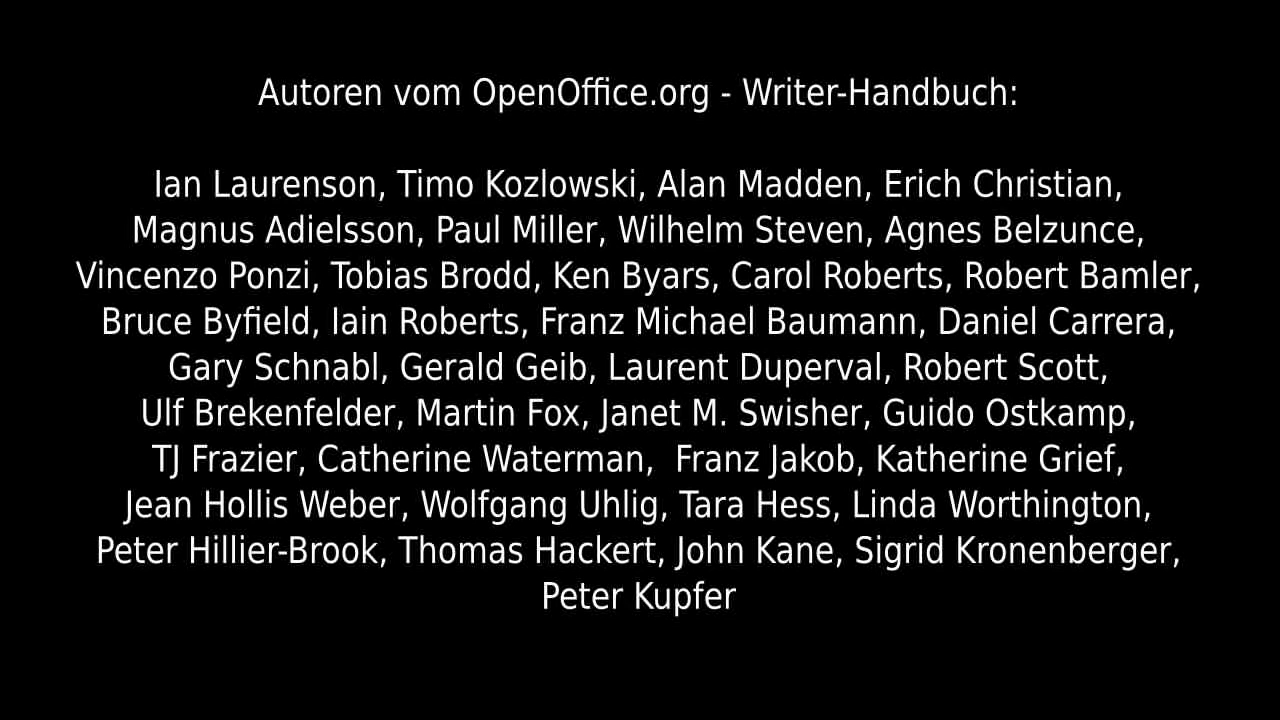 Autoren vom OpenOffice.org - Writer-Handbuch:
Ian Laurenson, Timo Kozlowski, Alan Madden, Erich Christian,
Magnus Adielsson, Paul Miller, Wilhelm Steven, Agnes Belzunce,
Vincenzo Ponzi, Tobias Brodd, Ken Byars, Carol Roberts, Robert Bamler,
Bruce Byfield, Iain Roberts, Franz Michael Baumann, Daniel Carrera,
Gary Schnabl, Gerald Geib, Laurent Duperval, Robert Scott,
Ulf Brekenfelder, Martin Fox, Janet M. Swisher, Guido Ostkamp,
TJ Frazier, Catherine Waterman,  Franz Jakob, Katherine Grief,
Jean Hollis Weber, Wolfgang Uhlig, Tara Hess, Linda Worthington,
Peter Hillier-Brook, Thomas Hackert, John Kane, Sigrid Kronenberger,
Peter Kupfer